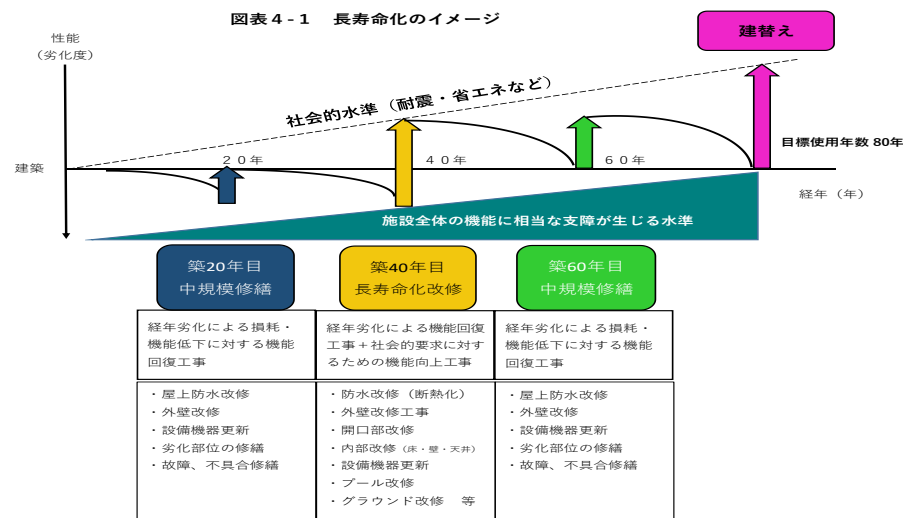 図表４-１　長寿命化のイメージ
建替え
性能
（劣化度）
社会的水準（耐震・省エネなど）
目標使用年数 80年
建築
２０年
４０年
６０年
経年（年）
施設全体の機能に相当な支障が生じる水準
築20年目
中規模修繕
築40年目
長寿命化改修
築60年目
中規模修繕
経年劣化による損耗・
機能低下に対する機能
回復工事
経年劣化による機能回復
工事＋社会的要求に対す
るための機能向上工事
経年劣化による損耗・
機能低下に対する機能
回復工事
・屋上防水改修
・外壁改修
・設備機器更新
・劣化部位の修繕
・故障、不具合修繕
・防水改修（断熱化）
・外壁改修工事
・開口部改修
・内部改修（床・壁・天井）
・設備機器更新
・プール改修
・グラウンド改修　等
・屋上防水改修
・外壁改修
・設備機器更新
・劣化部位の修繕
・故障、不具合修繕